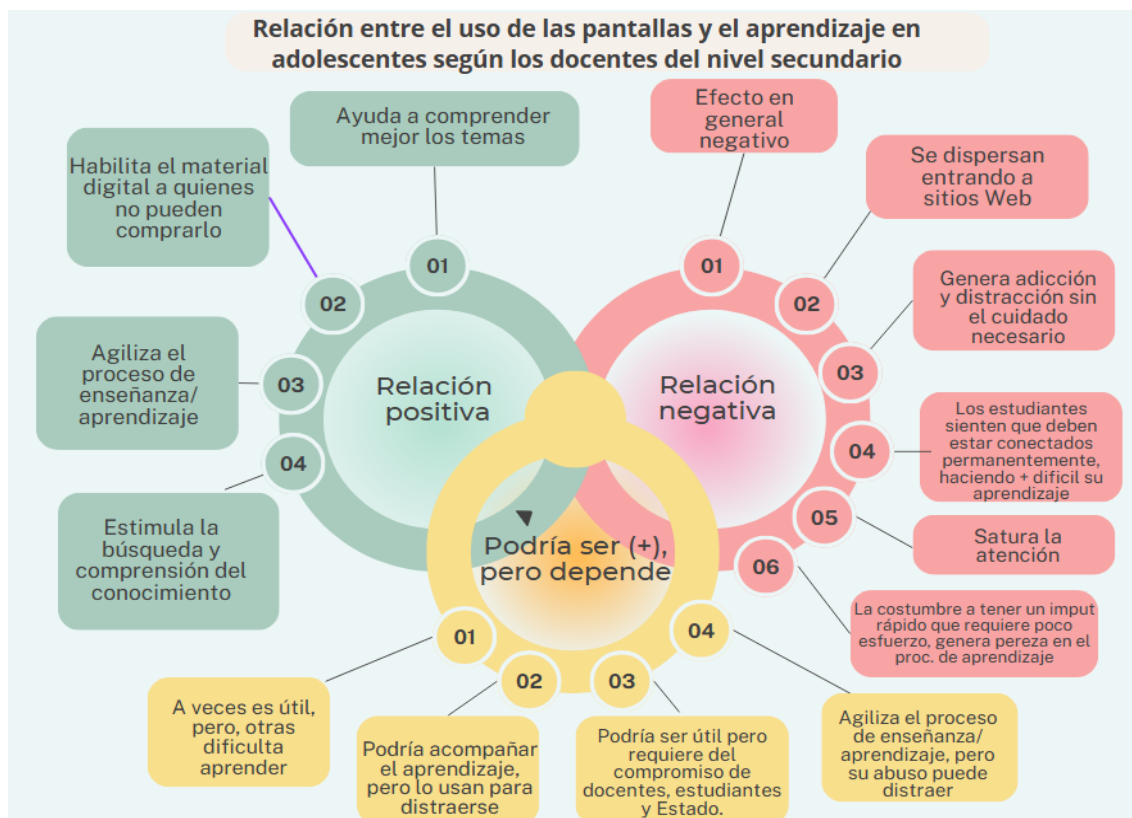 Relación entre el uso de las pantallas y el aprendizaje en
adolescentes según los docentes del nivel secundario
Ayuda a comprender
mejor los temas
Habilita el material
digital a quienes
no pueden
comprarlo
Agiliza el
proceso de
enseñanza/
aprendizaje
Estimula la
búsqueda y
comprensión del
conocimiento
01
02
03
04
Relación
positiva
Efecto en
general
negativo
Se dispersan
entrando a
sitios Web
Genera adicción
y distracción sin
el cuidado
necesario
Los estudiantes
sienten que deben
estar conectados
permanentemente,
haciendo + dificil su
aprendizaje
Satura la
atención
La costumbre a tener un imput
rápido que requiere poco
esfuerzo, genera pereza en el
proc. de aprendizaje
01
02
03
04
05
06
Relación
negativa
Podría ser (+),
pero depende
01
02
03
04
A veces es útil,
pero, otras
dificulta
aprender
Podría acompañar
el aprendizaje,
pero lo usan para
distraerse
Podría ser útil pero
requiere del
compromiso de
docentes, estudiantes
y Estado.
Agiliza el proceso
de enseñanza/
aprendizaje, pero
su abuso puede
distraer